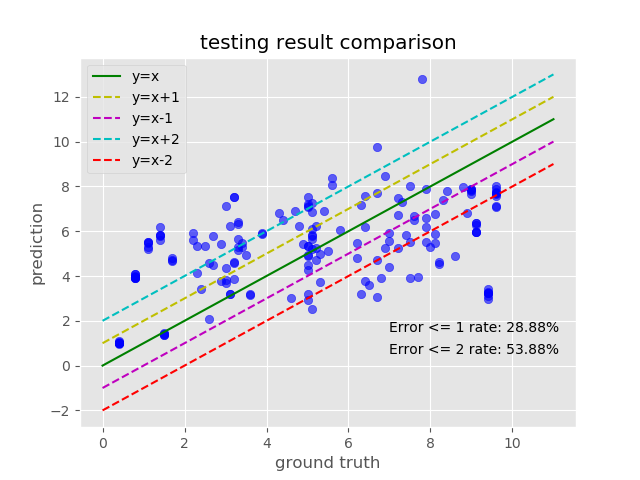 testing result comparison
y=x
y=x+1
y=x-1
y=x+2
y=x-2
12
10
8
6
4
2
0
−2
prediction
Error <= 1 rate: 28.88%
Error <= 2 rate: 53.88%
0 2 4 6 8 10
ground truth